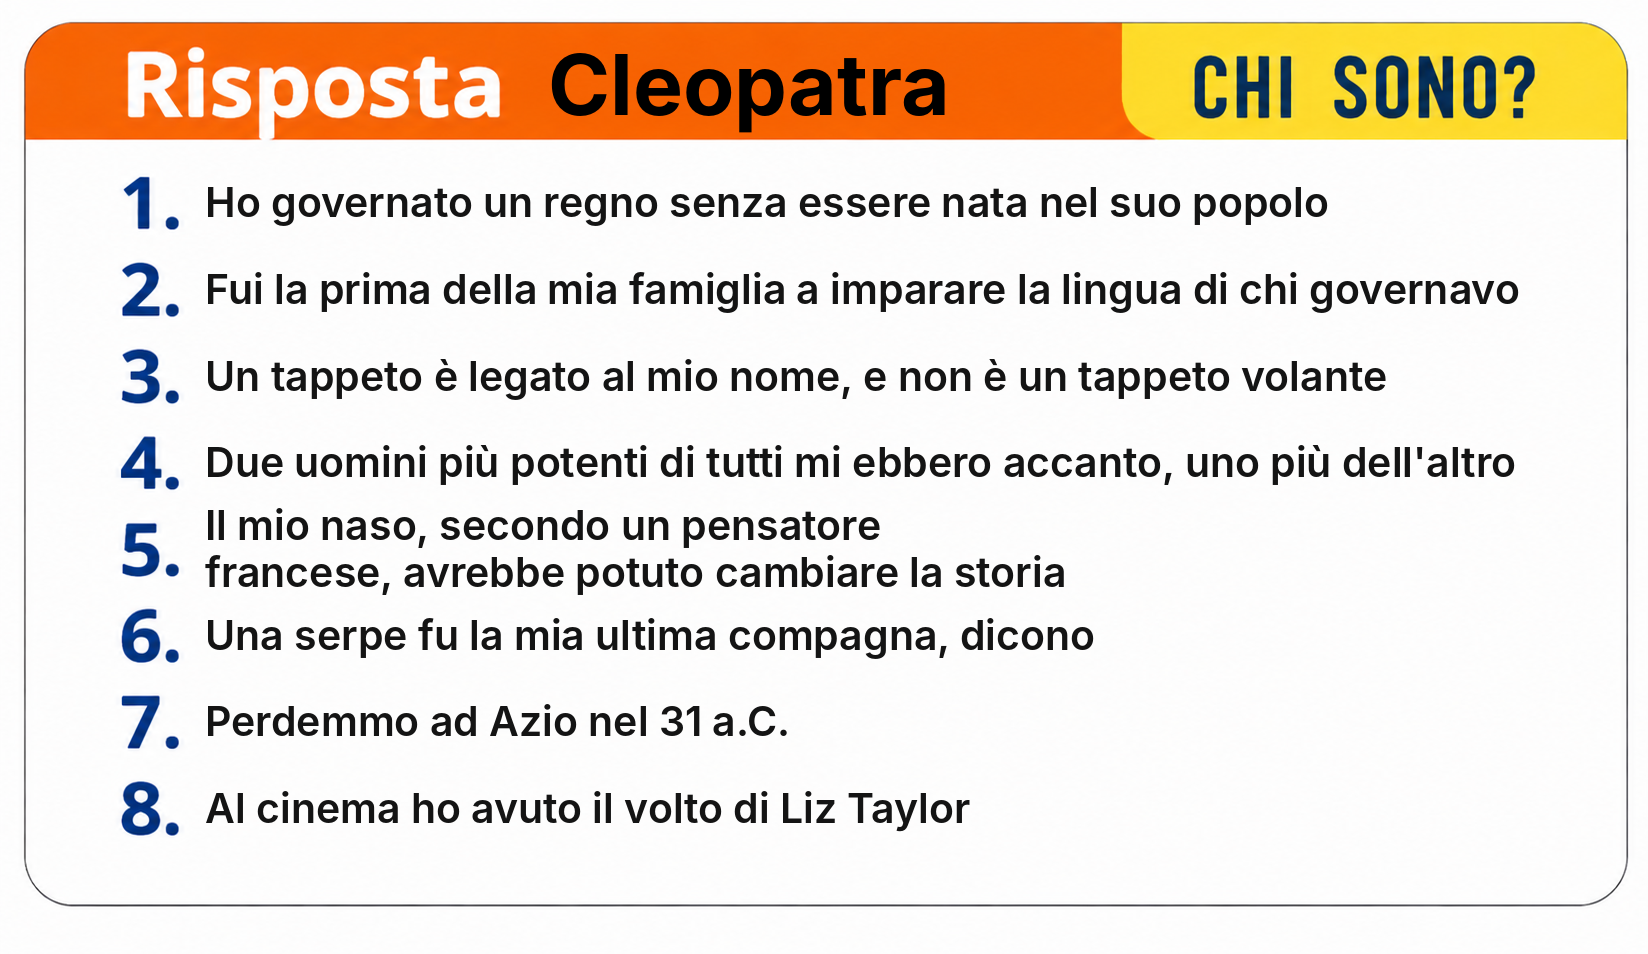 Risposta Cleopatra CHI SONO?
1. Ho governato un regno senza essere nata nel suo popolo
2. Fui la prima della mia famiglia a imparare la lingua di chi governavo
3. Un tappeto è legato al mio nome, e non è un tappeto volante
4. Due uomini più potenti di tutti mi ebbero accanto, uno più dell'altro
5. Il mio naso, secondo un pensatore
francese, avrebbe potuto cambiare la storia
6. Una serpe fu la mia ultima compagna, dicono
7. Perdemmo ad Azio nel 31 a.C.
8. Al cinema ho avuto il volto di Liz Taylor